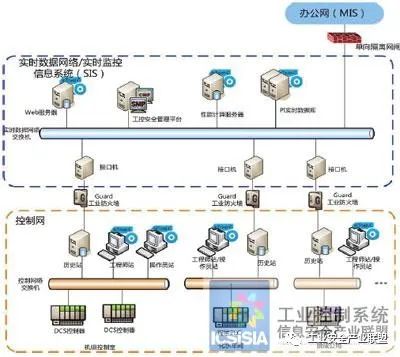 办公网（MIS）
单向隔离网闸
实时数据网络/实时监控
信息系统（SIS）
Web服务器
工控安全管理平台
SMP
性能计算服务器
PI实时数据库
实时数据网络
交换机
接口机
接口机
接口机
Guard
工业防火墙
Guard
工业防火墙
Guard
工业防火墙
控制网
历史站
工程师站
操作员站
工程师站/操
作员站
历史站
历史站
工程师站/操
作员站
控制网络
交换机
DCS控制器
DCS控制器
机组控制室
工业控制系统
信息安全产业联盟
ICSISIA
工业安全产业联盟